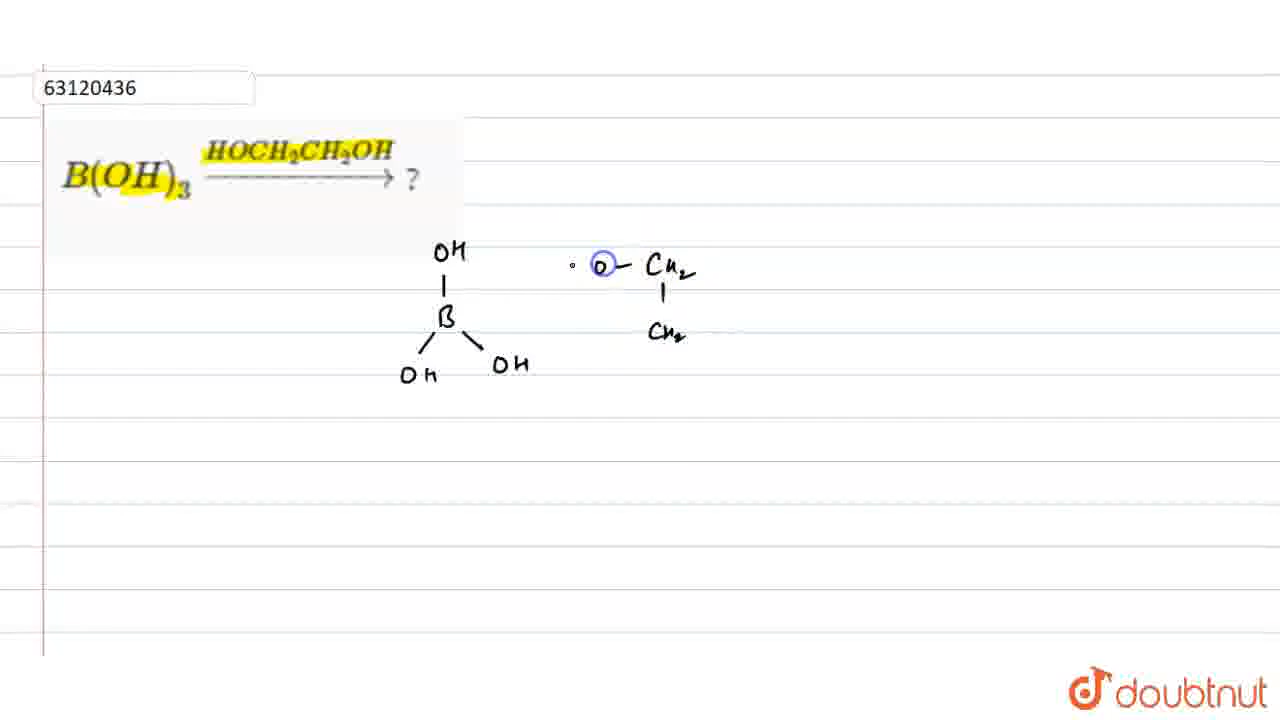 63120436
B(OH)₃ HOCH₂CH₂OH → ?
OH O – CH₂
B CH₂
OH OH
doubtnut